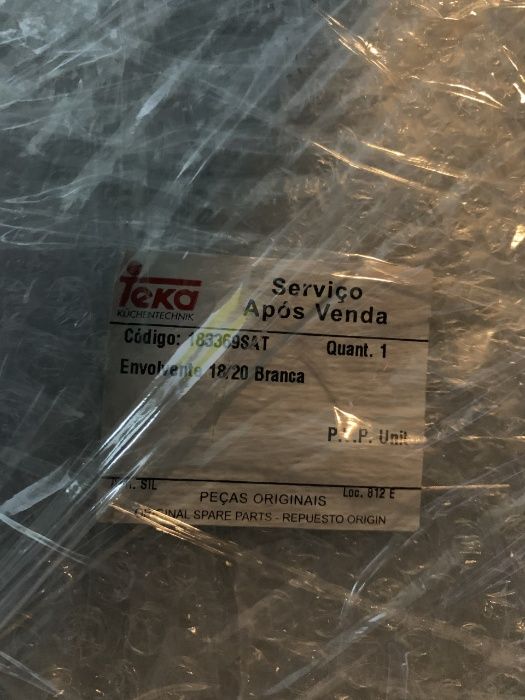 Teka
KÜCHENTECHNIK
Serviço
Após Venda
Código: 183369SAT
Quant. 1
Envolvente 18/20 Branca
P.V.P. Unit.
SIL
Loc. 812 E
PEÇAS ORIGINAIS
ORIGINAL SPARE PARTS - REPUESTO ORIGIN